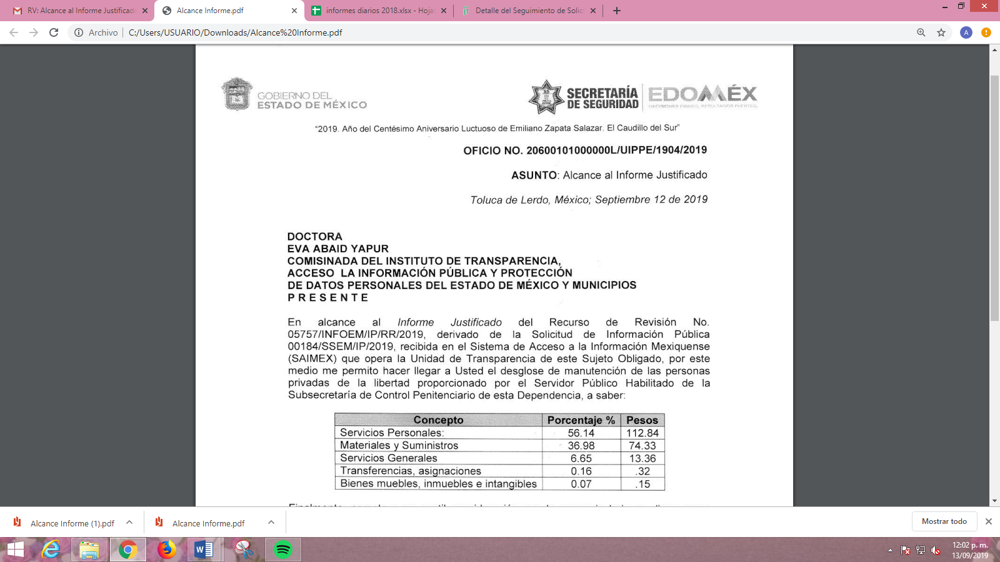 RV: Alcance al Informe Justificado
Alcance Informe.pdf
informes diarios 2018.xlsx - Hoja
Detalle del Seguimiento de Solici
Archivo
C:/Users/USUARIO/Downloads/Alcance%20Informe.pdf
A
GOBIERNO DEL
ESTADO DE MÉXICO
SECRETARÍA
DE SEGURIDAD
EDOMÉX
DECISIONES FIRMES, RESULTADOS FUERTES.
“2019. Año del Centésimo Aniversario Luctuoso de Emiliano Zapata Salazar. El Caudillo del Sur”
OFICIO NO. 20600101000000L/UIPPE/1904/2019
ASUNTO: Alcance al Informe Justificado
Toluca de Lerdo, México; Septiembre 12 de 2019
DOCTORA
EVA ABAID YAPUR
COMISINADA DEL INSTITUTO DE TRANSPARENCIA,
ACCESO LA INFORMACIÓN PÚBLICA Y PROTECCIÓN
DE DATOS PERSONALES DEL ESTADO DE MÉXICO Y MUNICIPIOS
P R E S E N T E
En alcance al Informe Justificado del Recurso de Revisión No.
05757/INFOEM/IP/RR/2019, derivado de la Solicitud de Información Pública
00184/SSEM/IP/2019, recibida en el Sistema de Acceso a la Información Mexiquense
(SAIMEX) que opera la Unidad de Transparencia de este Sujeto Obligado, por este
medio me permito hacer llegar a Usted el desglose de manutención de las personas
privadas de la libertad proporcionado por el Servidor Público Habilitado de la
Subsecretaría de Control Penitenciario de esta Dependencia, a saber:
Concepto Porcentaje % Pesos
Servicios Personales: 56.14 112.84
Materiales y Suministros 36.98 74.33
Servicios Generales 6.65 13.36
Transferencias, asignaciones 0.16 .32
Bienes muebles, inmuebles e intangibles 0.07 .15
Alcance Informe (1).pdf
Alcance Informe.pdf
Mostrar todo
12:02 p. m.
13/09/2019